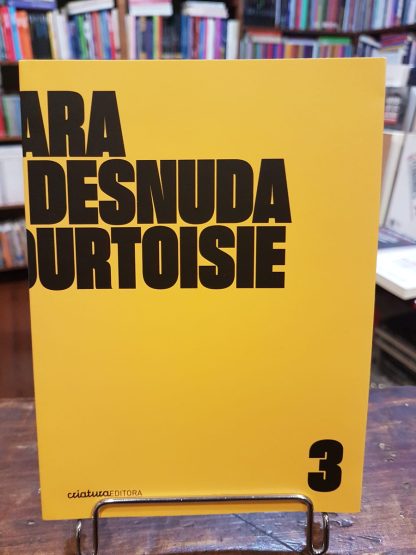 ARA
DESNUDA
OURTOISIE
3
criaturaEDITORA